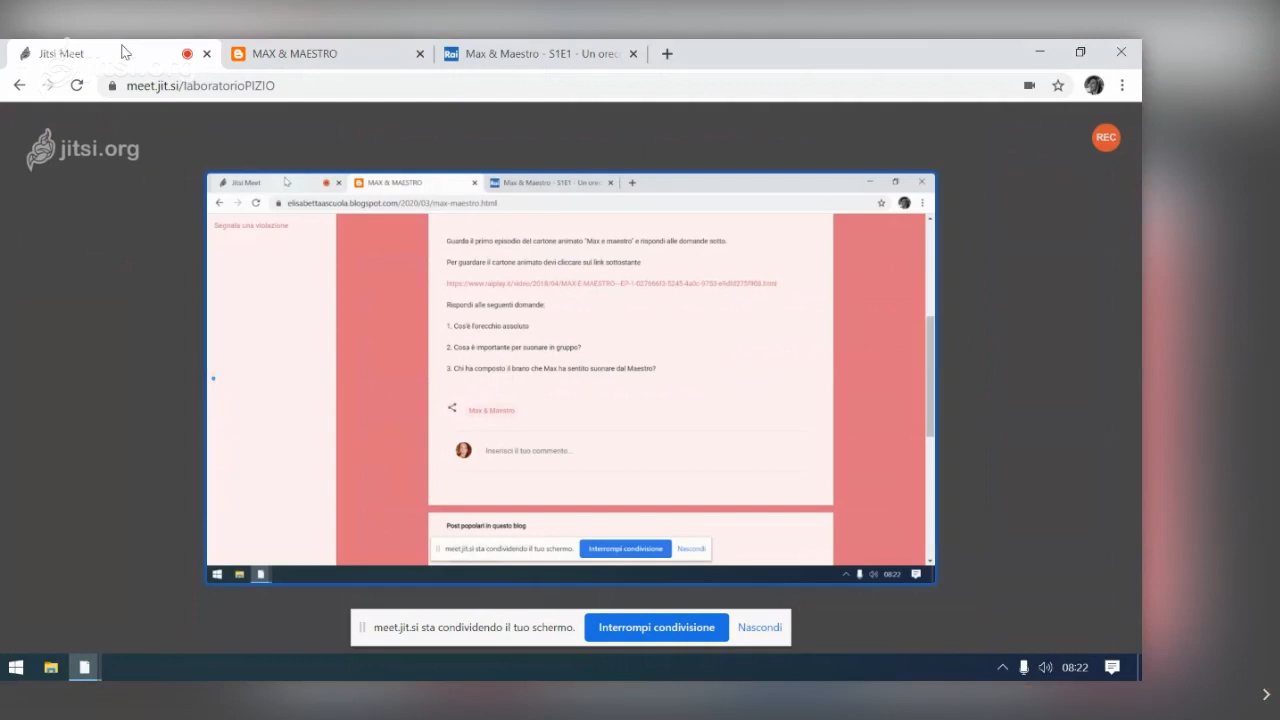 Jitsi Meet
MAX & MAESTRO
Rai
Max & Maestro - S1E1 - Un orec
meet.jit.si/laboratorioPIZIO
jitsi.org
REC
Jitsi Meet
MAX & MAESTRO
Rai
Max & Maestro - S1E1 - Un orec
elisabettaascuola.blogspot.com/2020/03/max-maestro.html
Segnala una violazione
Guarda il primo episodio del cartone animato "Max e maestro" e rispondi alle domande sotto.
Per guardare il cartone animato devi cliccare sul link sottostante
Rispondi alle seguenti domande:
1. Cos'è l'orecchio assoluto
2. Cosa è importante per suonare in gruppo?
3. Chi ha composto il brano che Max ha sentito suonare dal Maestro?
Max & Maestro
Inserisci il tuo commento...
Post popolari in questo blog
meet.jit.si sta condividendo il tuo schermo.
Interrompi condivisione
Nascondi
08:22
meet.jit.si sta condividendo il tuo schermo.
Interrompi condivisione
Nascondi
08:22